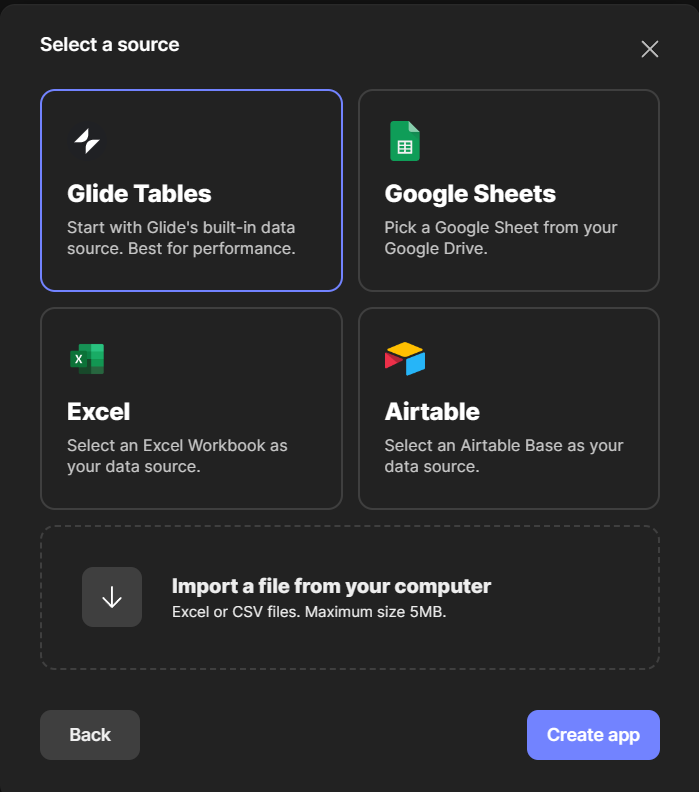 Select a source
Glide Tables
Start with Glide's built-in data
source. Best for performance.
Google Sheets
Pick a Google Sheet from your
Google Drive.
X
Excel
Select an Excel Workbook as
your data source.
Airtable
Select an Airtable Base as your
data source.
Import a file from your computer
Excel or CSV files. Maximum size 5MB.
Back
Create app